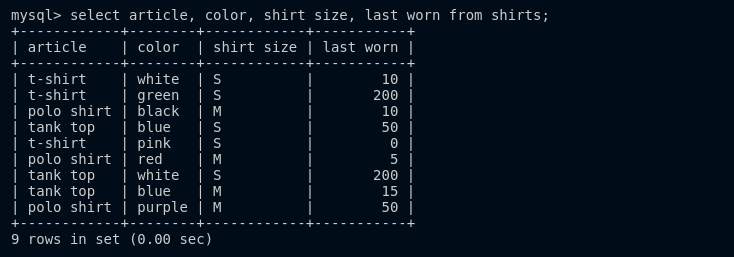 mysql> select article, color, shirt size, last worn from shirts;
+------------+--------+------------+-----------+
| article    | color  | shirt size | last worn |
+------------+--------+------------+-----------+
| t-shirt    | white  | S          |        10 |
| t-shirt    | green  | S          |       200 |
| polo shirt | black  | M          |        10 |
| tank top   | blue   | S          |        50 |
| t-shirt    | pink   | S          |         0 |
| polo shirt | red    | M          |         5 |
| tank top   | white  | S          |       200 |
| tank top   | blue   | M          |        15 |
| polo shirt | purple | M          |        50 |
+------------+--------+------------+-----------+
9 rows in set (0.00 sec)